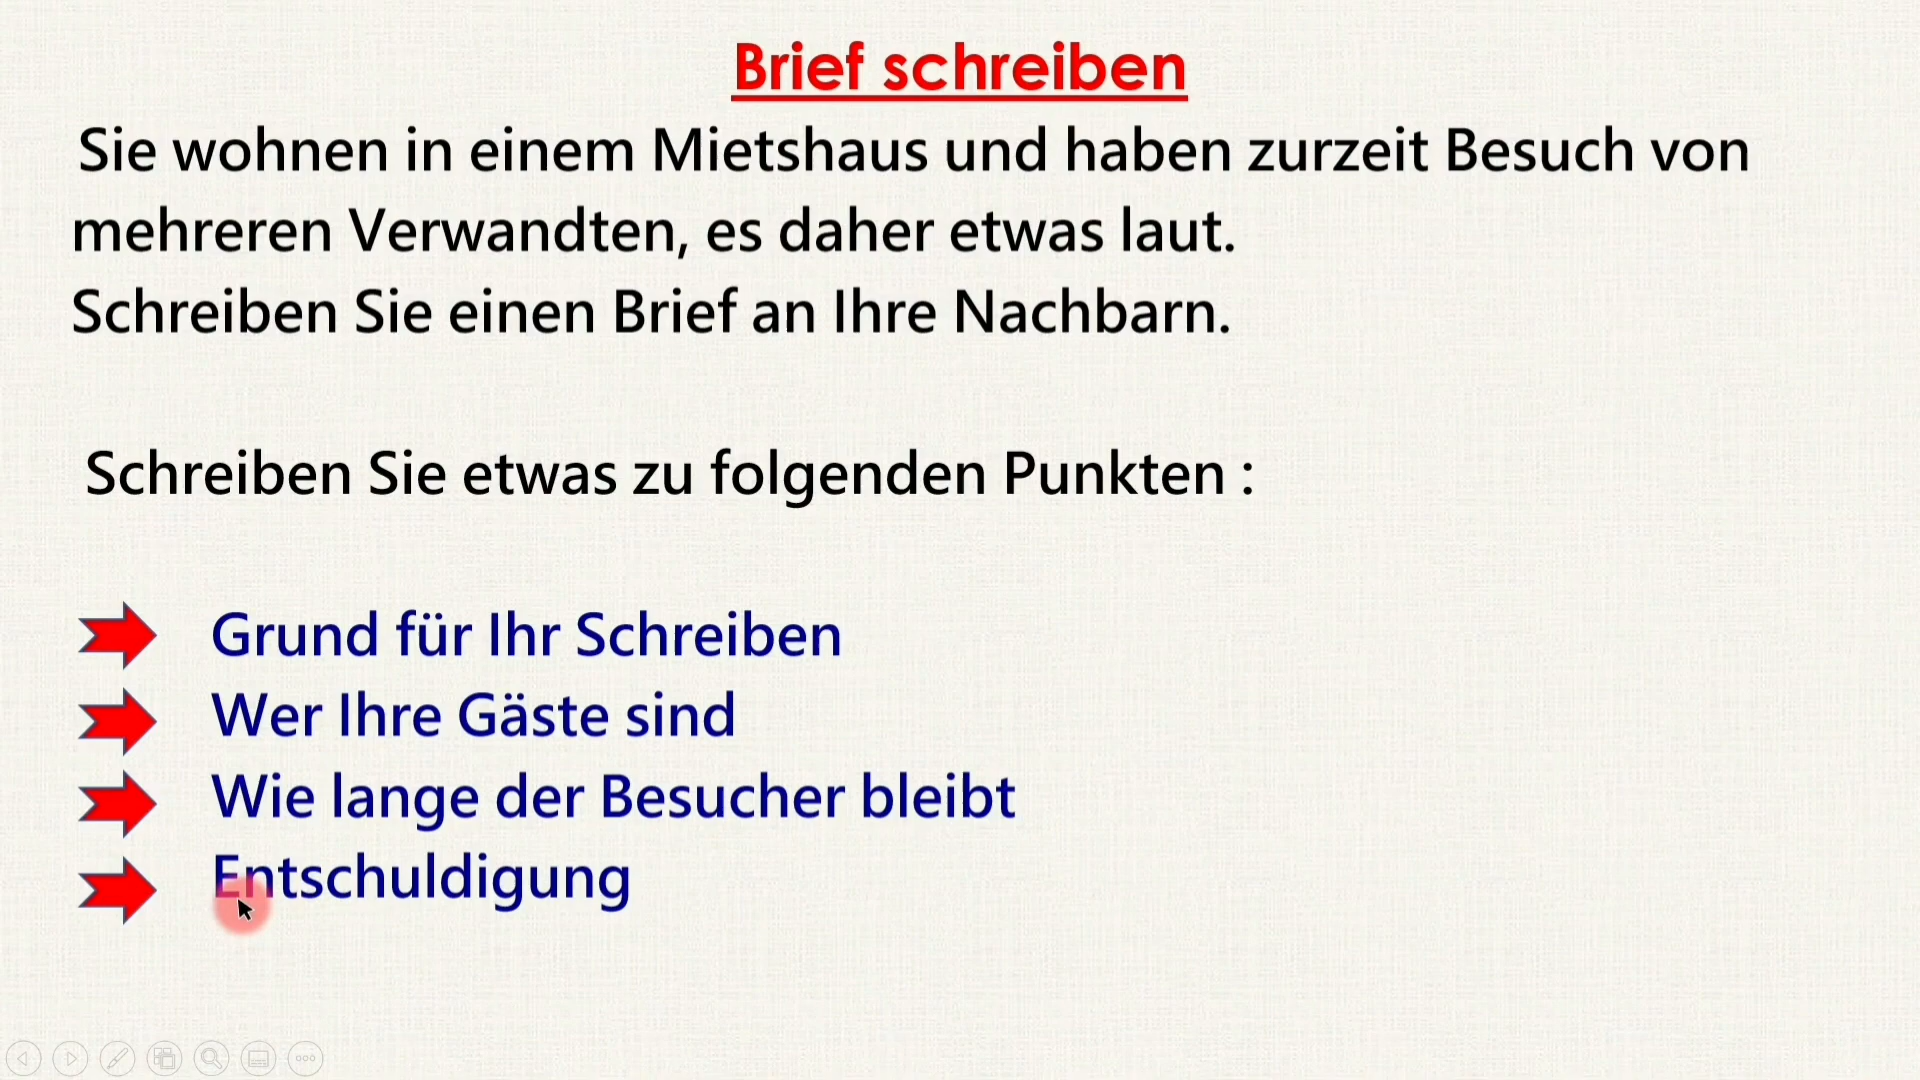 Brief schreiben
Sie wohnen in einem Mietshaus und haben zurzeit Besuch von
mehreren Verwandten, es daher etwas laut.
Schreiben Sie einen Brief an Ihre Nachbarn.
Schreiben Sie etwas zu folgenden Punkten :
Grund für Ihr Schreiben
Wer Ihre Gäste sind
Wie lange der Besucher bleibt
Entschuldigung